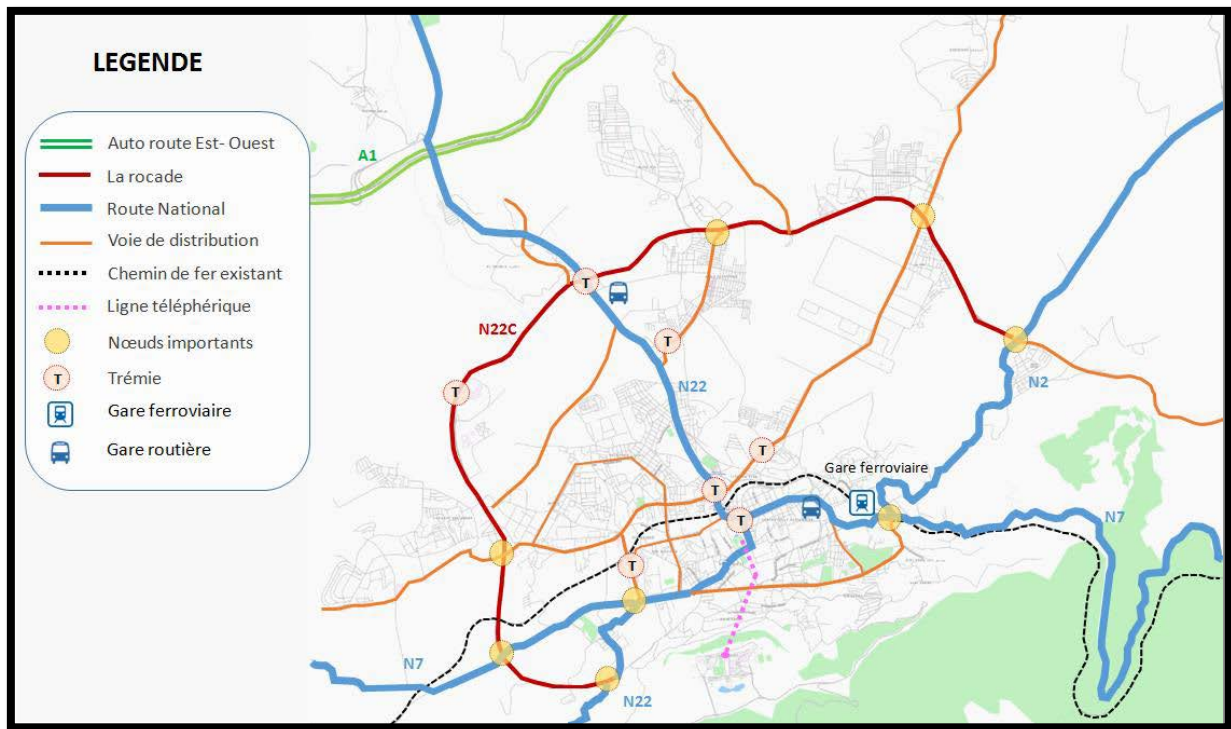 LEGENDE
Auto route Est- Ouest
La rocade
Route National
Voie de distribution
Chemin de fer existant
Ligne téléphérique
Nœuds importants
T
Trémie
Gare ferroviaire
Gare routière
A1
T
N22C
T
T
N22
N2
T
Gare ferroviaire
T
T
N7
T
N7
N22